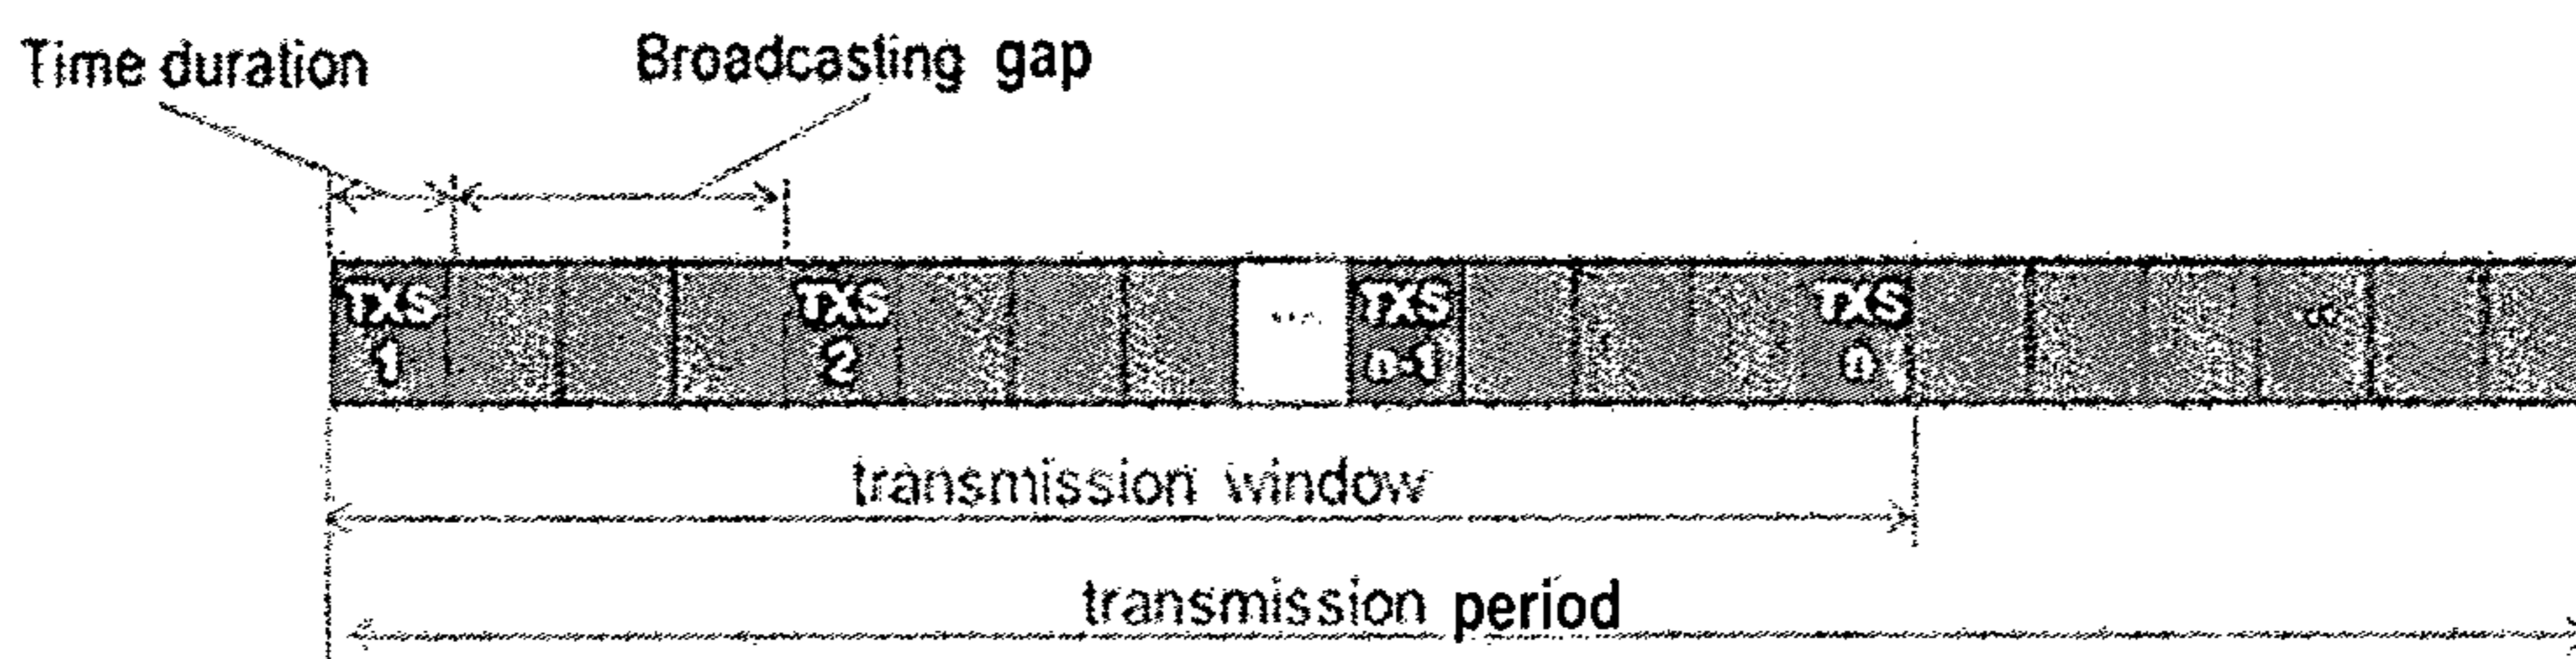 Time duration
Broadcasting gap
TXS
1
TXS
2
...
TXS
n-1
TXS
n
transmission window
transmission period